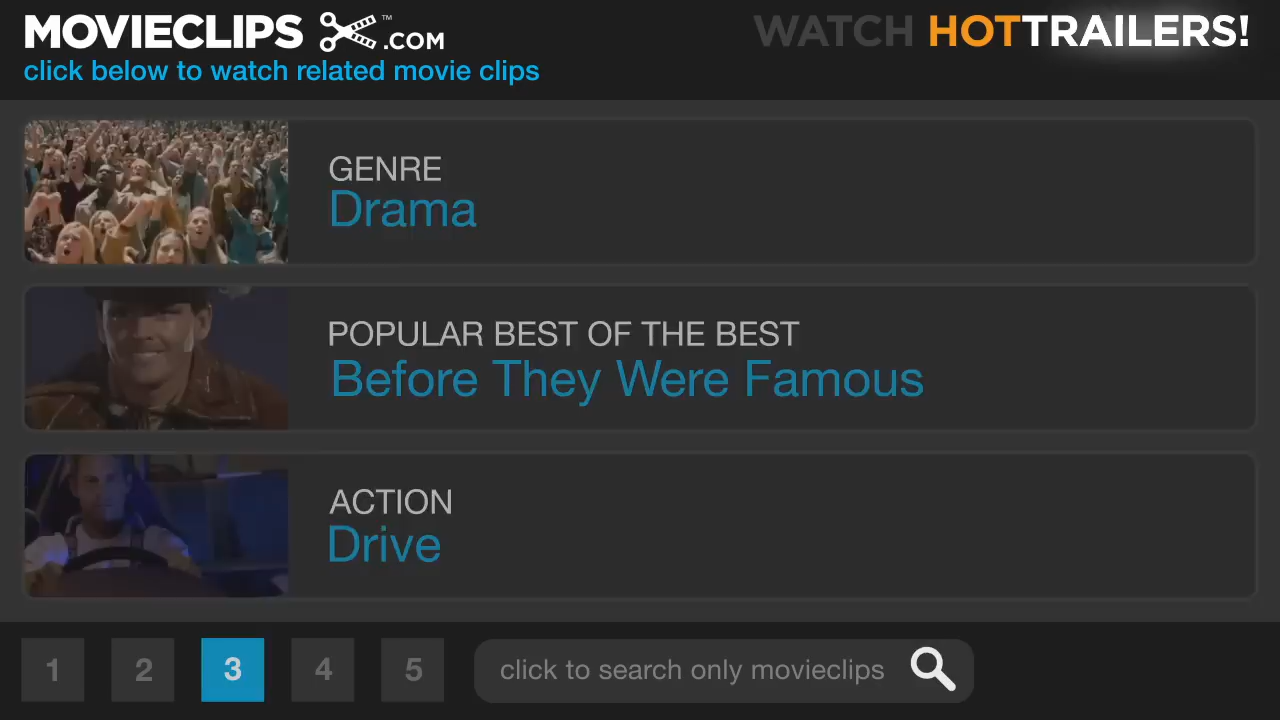 MOVIECLIPS ™ .COM
WATCH HOTTRAILERS!
click below to watch related movie clips
GENRE
Drama
POPULAR BEST OF THE BEST
Before They Were Famous
ACTION
Drive
1 2 3 4 5
click to search only movieclips